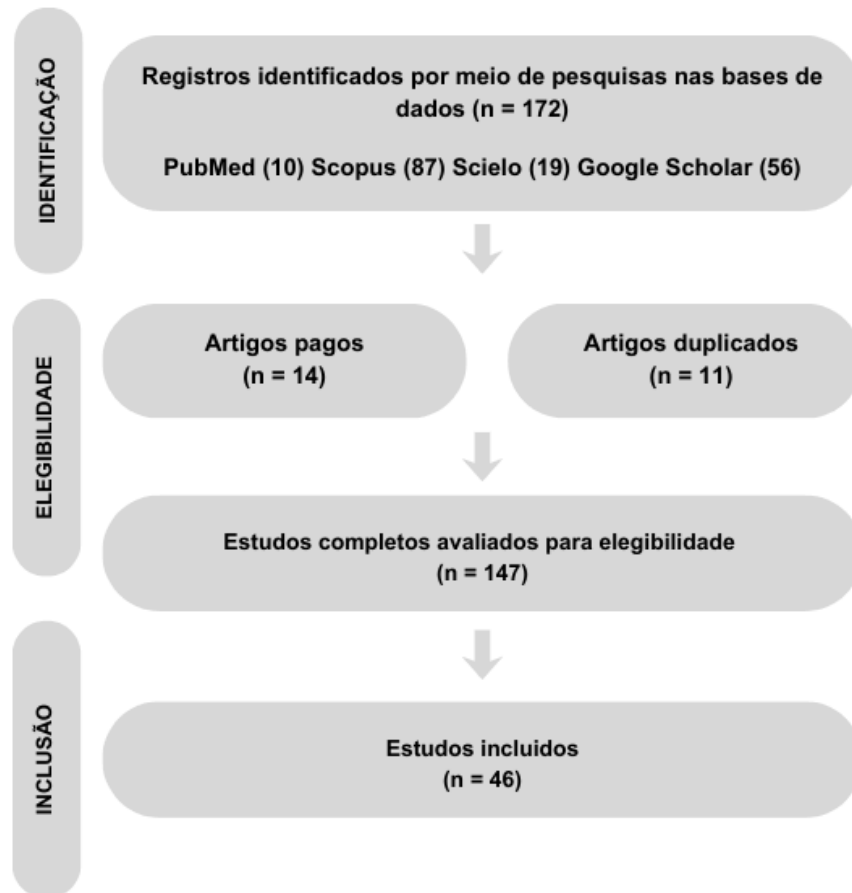 IDENTIFICAÇÃO
Registros identificados por meio de pesquisas nas bases de
dados (n = 172)
PubMed (10) Scopus (87) Scielo (19) Google Scholar (56)
ELEGIBILIDADE
Artigos pagos
(n = 14)
Artigos duplicados
(n = 11)
Estudos completos avaliados para elegibilidade
(n = 147)
INCLUSÃO
Estudos incluidos
(n = 46)